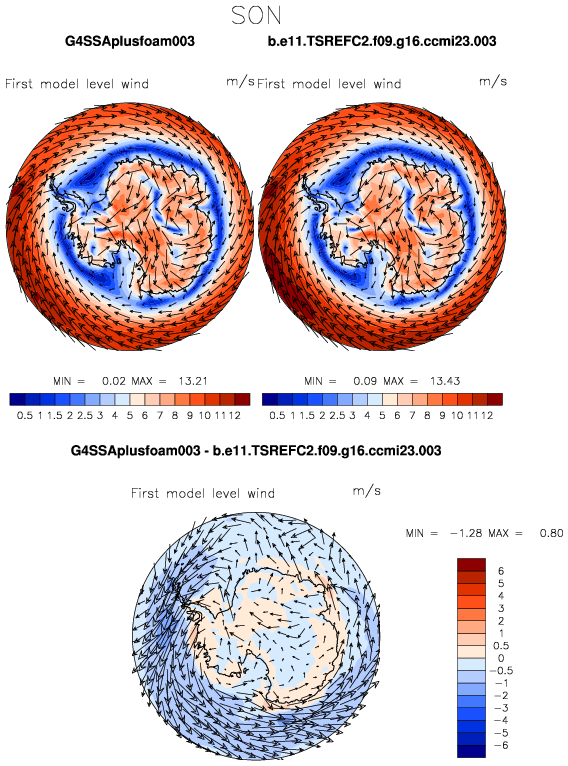 SON
G4SSAplusfoam003 b.e11.TSREFC2.f09.g16.ccmi23.003
First model level wind m/s First model level wind m/s
MIN = 0.02 MAX = 13.21 MIN = 0.09 MAX = 13.43
0.5 1 1.5 2 2.5 3 4 5 6 7 8 9 10 11 12 0.5 1 1.5 2 2.5 3 4 5 6 7 8 9 10 11 12
G4SSAplusfoam003 - b.e11.TSREFC2.f09.g16.ccmi23.003
First model level wind m/s
MIN = -1.28 MAX = 0.80
6
5
4
3
2
1
0.5
0
-0.5
-1
-2
-3
-4
-5
-6